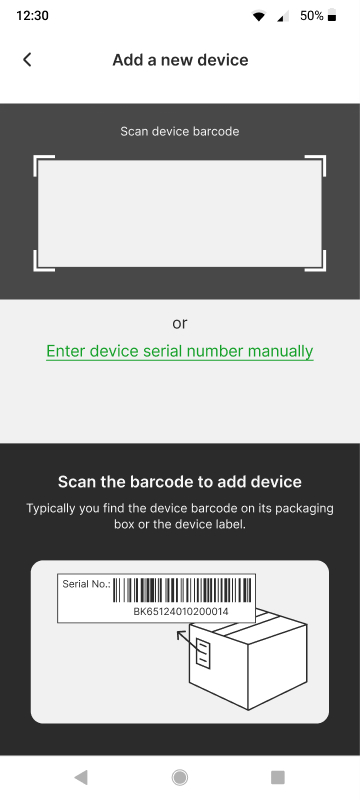 12:30
50%
Add a new device
Scan device barcode
or
Enter device serial number manually
Scan the barcode to add device
Typically you find the device barcode on its packaging
box or the device label.
Serial No.:
BK65124010200014